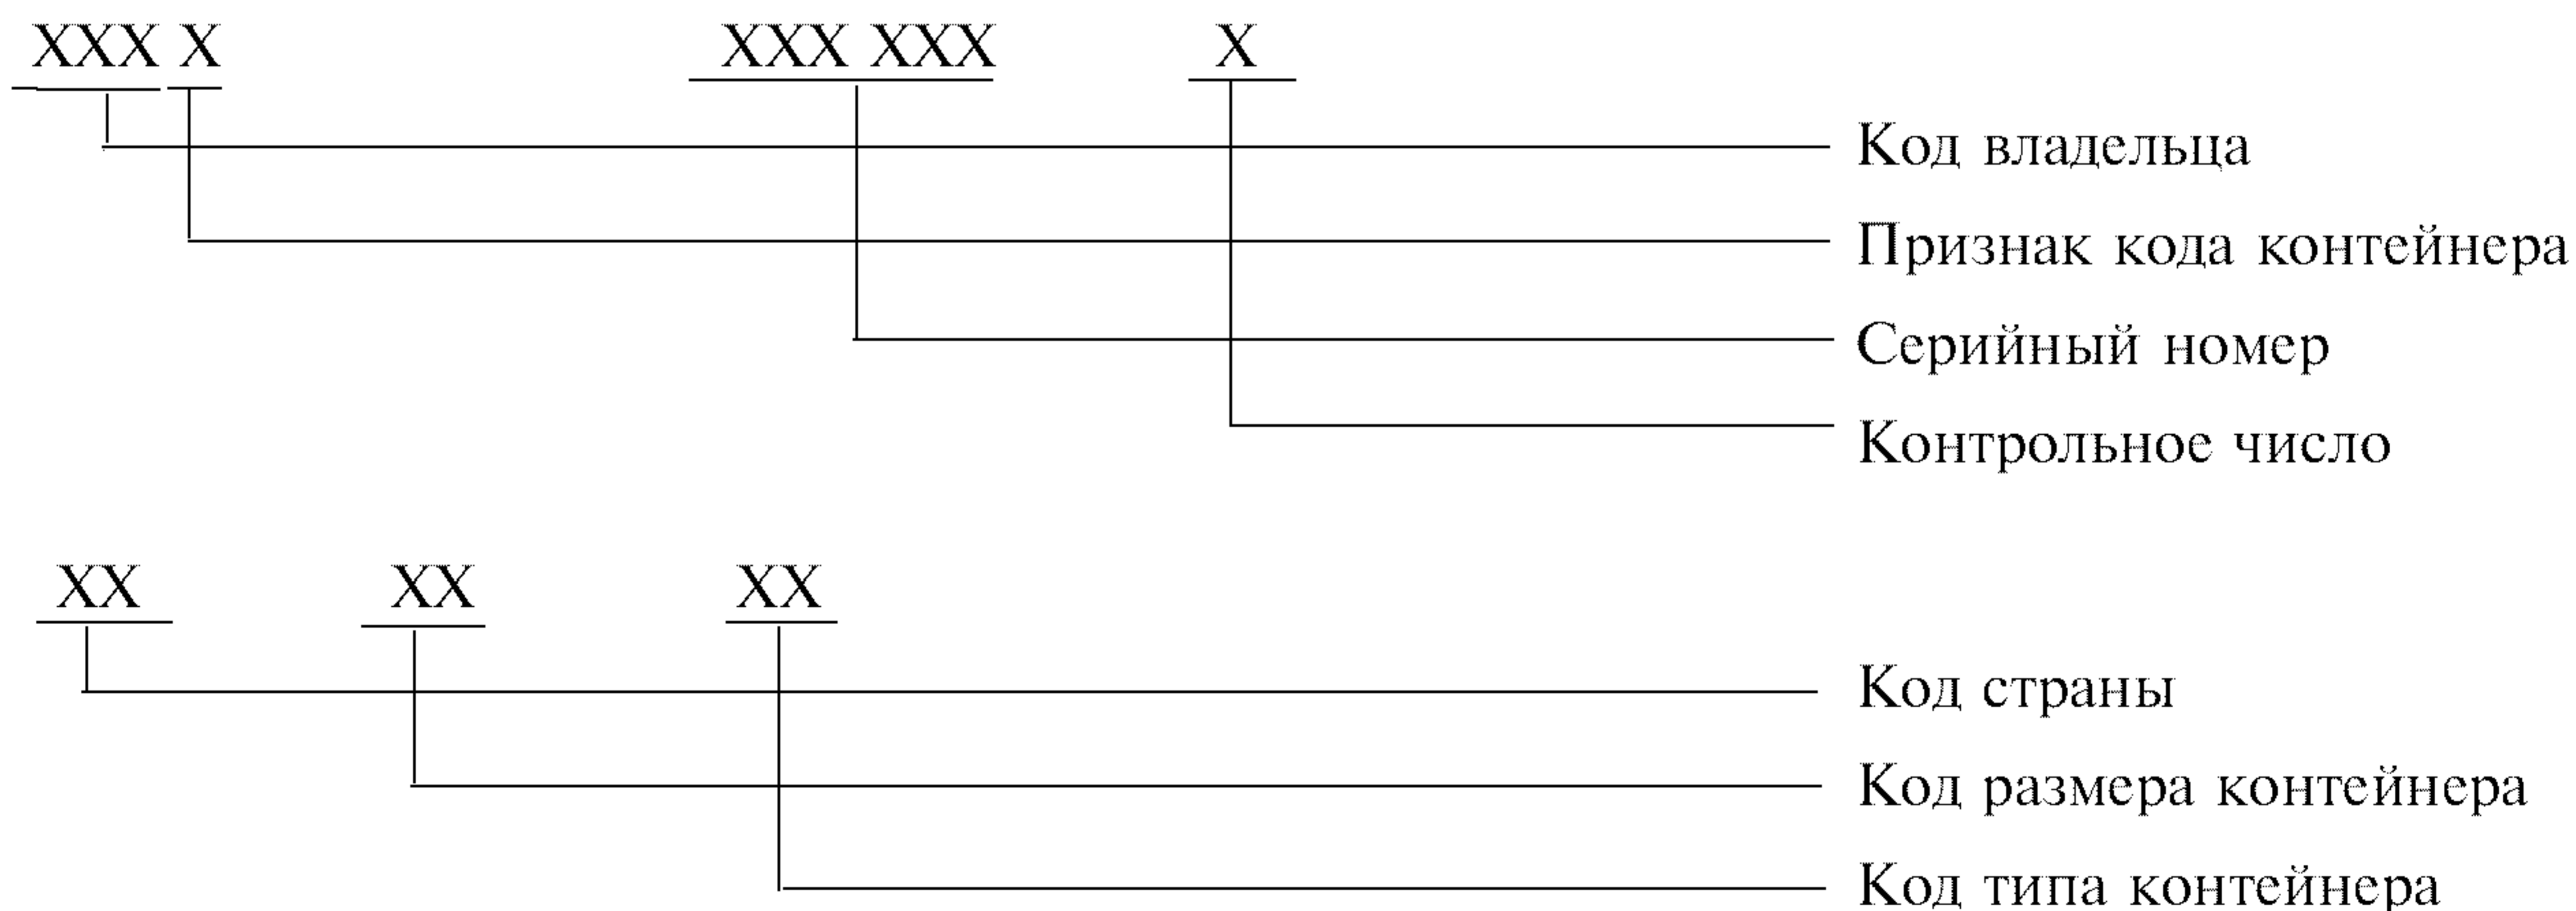 XXX X XXX XXX X
Код владельца
Признак кода контейнера
Серийный номер
Контрольное число
XX XX XX
Код страны
Код размера контейнера
Код типа контейнера